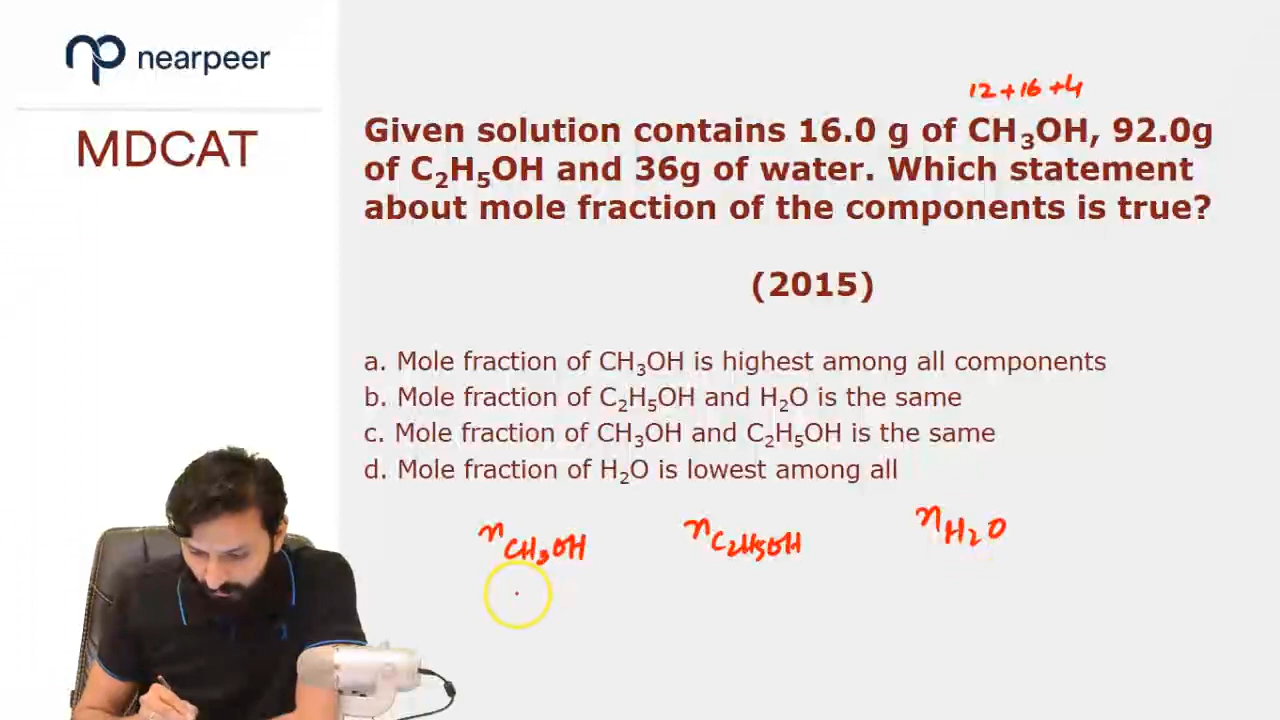 nearpeer
MDCAT
12+16+4
Given solution contains 16.0 g of CH₃OH, 92.0g
of C₂H₅OH and 36g of water. Which statement
about mole fraction of the components is true?
(2015)
a. Mole fraction of CH₃OH is highest among all components
b. Mole fraction of C₂H₅OH and H₂O is the same
c. Mole fraction of CH₃OH and C₂H₅OH is the same
d. Mole fraction of H₂O is lowest among all
n CH₃OH n C₂H₅OH n H₂O